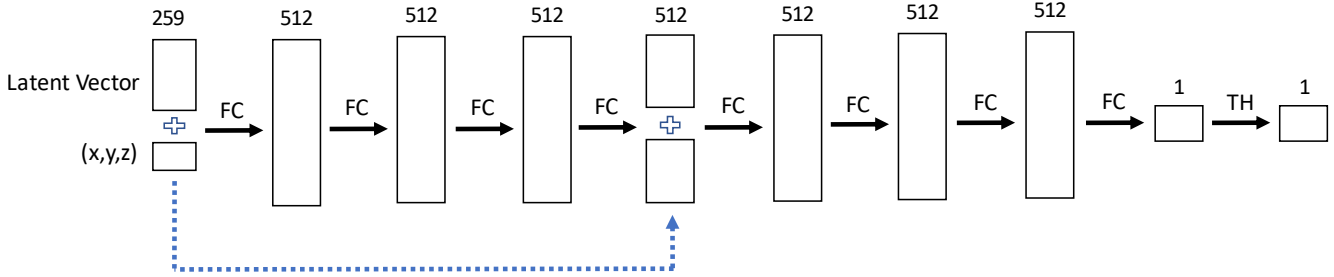 259 512 512 512 512 512 512 512
Latent Vector
(x,y,z)
FC FC FC FC FC FC FC FC 1 TH 1